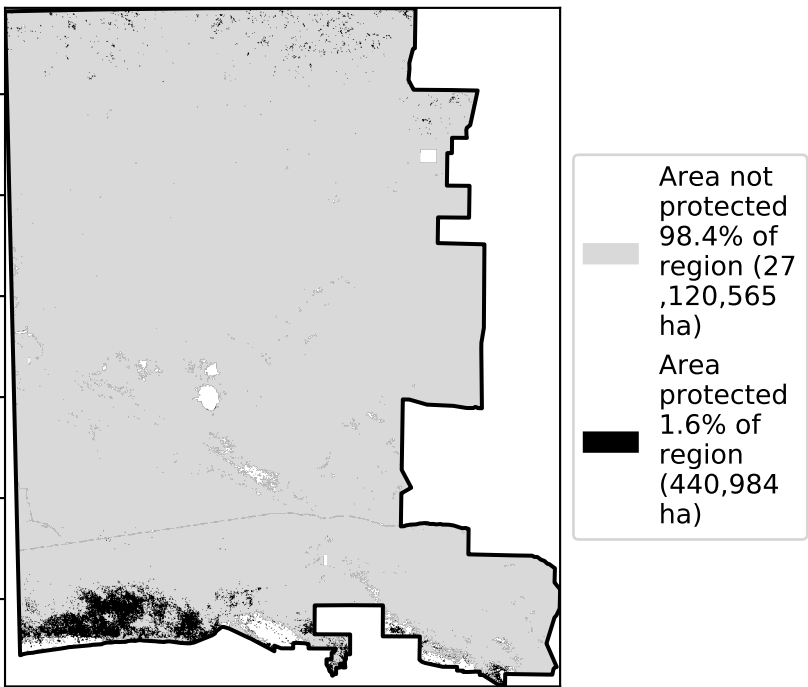 Area not
protected
98.4% of
region (27
,120,565
ha)
Area
protected
1.6% of
region
(440,984
ha)